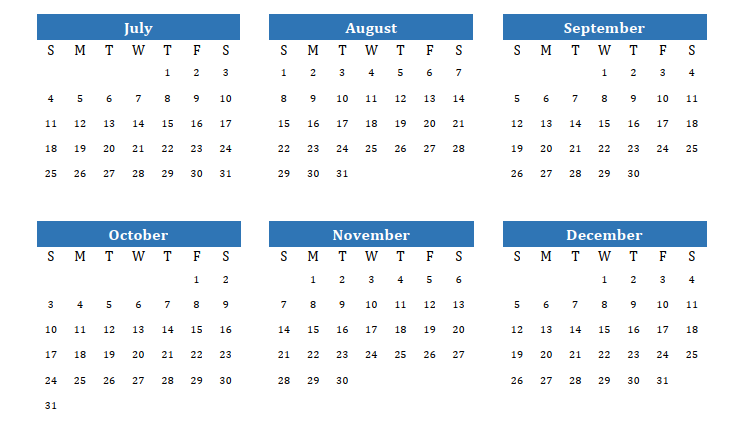 July August September
S M T W T F S S M T W T F S S M T W T F S
1 2 3 1 2 3 4 5 6 7 1 2 3 4
4 5 6 7 8 9 10 8 9 10 11 12 13 14 5 6 7 8 9 10 11
11 12 13 14 15 16 17 15 16 17 18 19 20 21 12 13 14 15 16 17 18
18 19 20 21 22 23 24 22 23 24 25 26 27 28 19 20 21 22 23 24 25
25 26 27 28 29 30 31 29 30 31 26 27 28 29 30
October November December
S M T W T F S S M T W T F S S M T W T F S
1 2 1 2 3 4 5 6 1 2 3 4
3 4 5 6 7 8 9 7 8 9 10 11 12 13 5 6 7 8 9 10 11
10 11 12 13 14 15 16 14 15 16 17 18 19 20 12 13 14 15 16 17 18
17 18 19 20 21 22 23 21 22 23 24 25 26 27 19 20 21 22 23 24 25
24 25 26 27 28 29 30 28 29 30 26 27 28 29 30 31
31